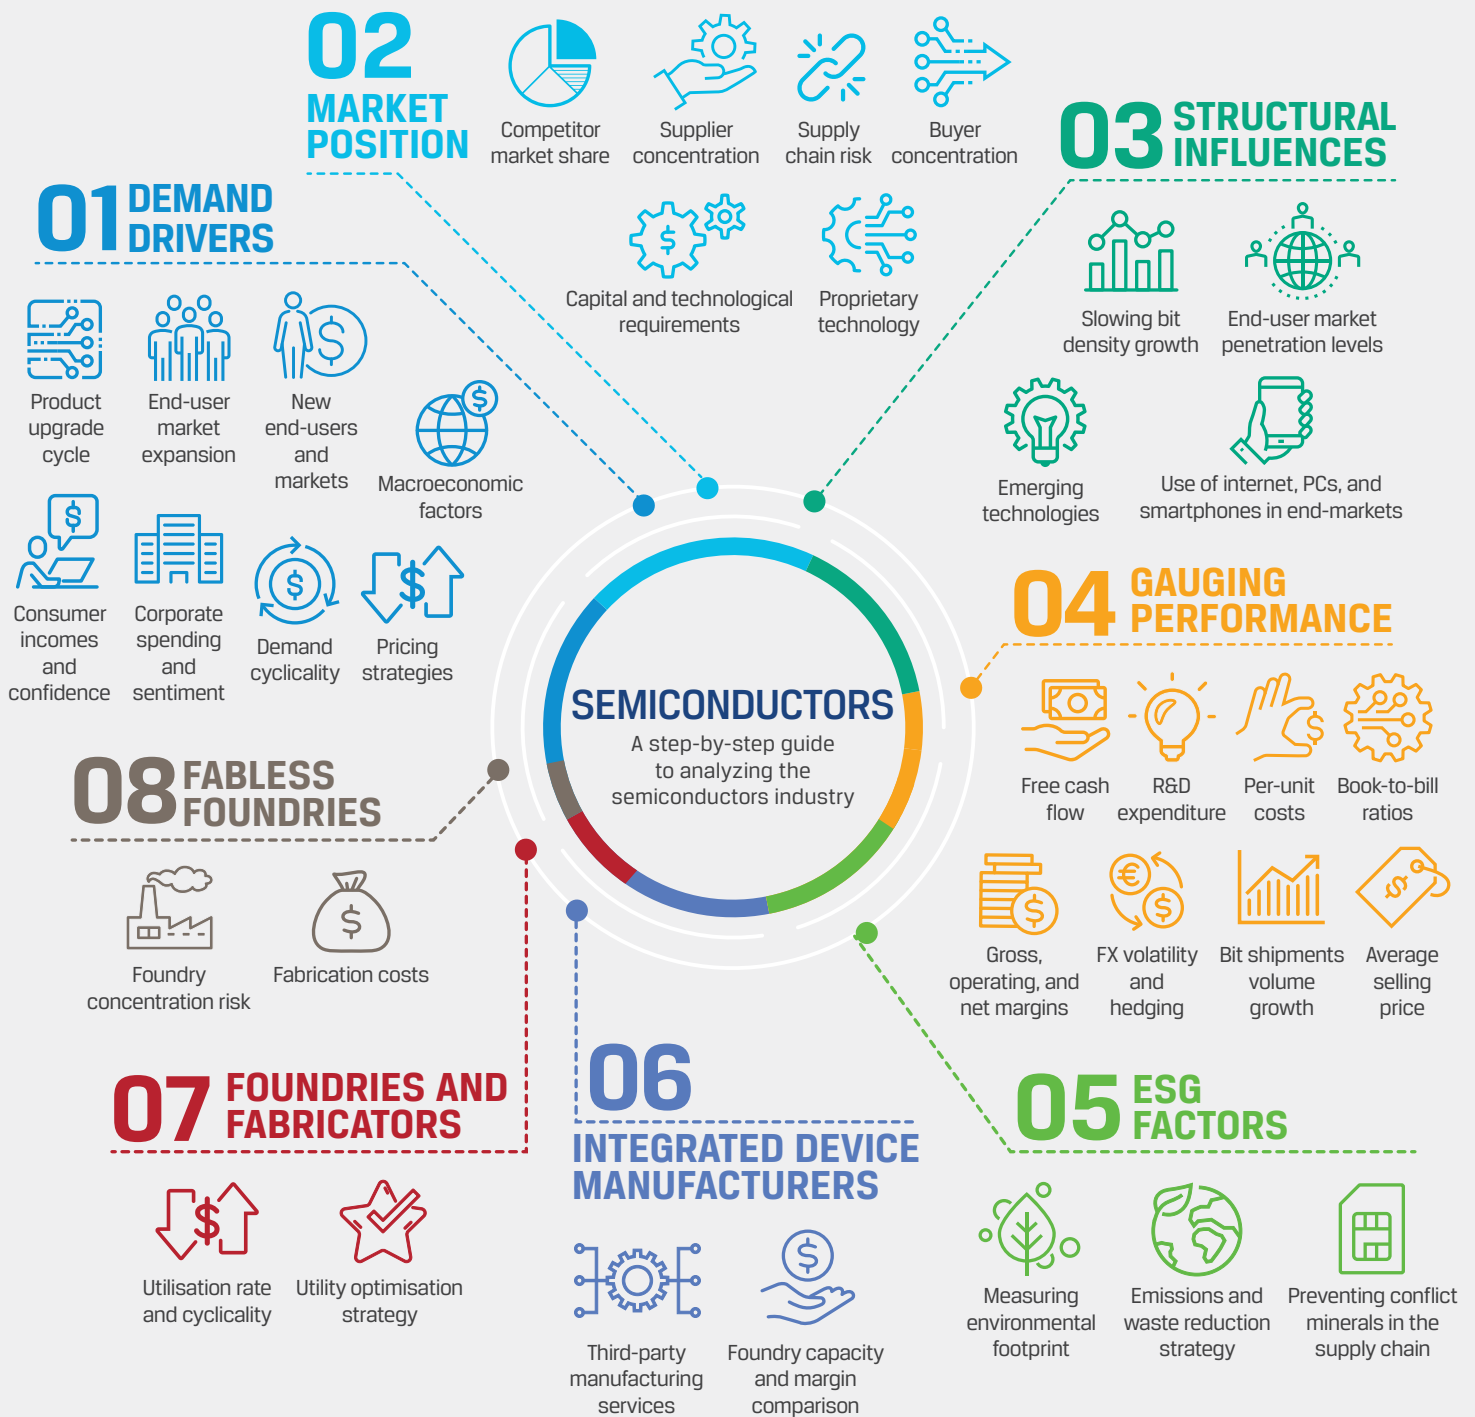 02
MARKET
POSITION
Competitor
market share
Supplier
concentration
Supply
chain risk
Buyer
concentration
Capital and technological
requirements
Proprietary
technology
03
STRUCTURAL
INFLUENCES
Slowing bit
density growth
End-user market
penetration levels
Emerging
technologies
Use of internet, PCs, and
smartphones in end-markets
01
DEMAND
DRIVERS
Product
upgrade
cycle
End-user
market
expansion
New
end-users
and
markets
$
Macroeconomic
factors
$
Consumer
incomes
and
confidence
$
Corporate
spending
and
sentiment
Demand
cyclicality
$
Pricing
strategies
$
SEMICONDUCTORS
A step-by-step guide
to analyzing the
semiconductors industry
04
GAUGING
PERFORMANCE
Free cash
flow
R&D
expenditure
Per-unit
costs
$
Book-to-bill
ratios
Gross,
operating, and
net margins
$
FX volatility
and
hedging
€
$
Bit shipments
volume
growth
Average
selling
price
$
08
FABLESS
FOUNDRIES
Foundry
concentration risk
$
Fabrication costs
07
FOUNDRIES AND
FABRICATORS
$
Utilisation rate
and cyclicality
Utility optimisation
strategy
06
INTEGRATED DEVICE
MANUFACTURERS
Third-party
manufacturing
services
$
Foundry capacity
and margin
comparison
05
ESG
FACTORS
Measuring
environmental
footprint
Emissions and
waste reduction
strategy
Preventing conflict
minerals in the
supply chain